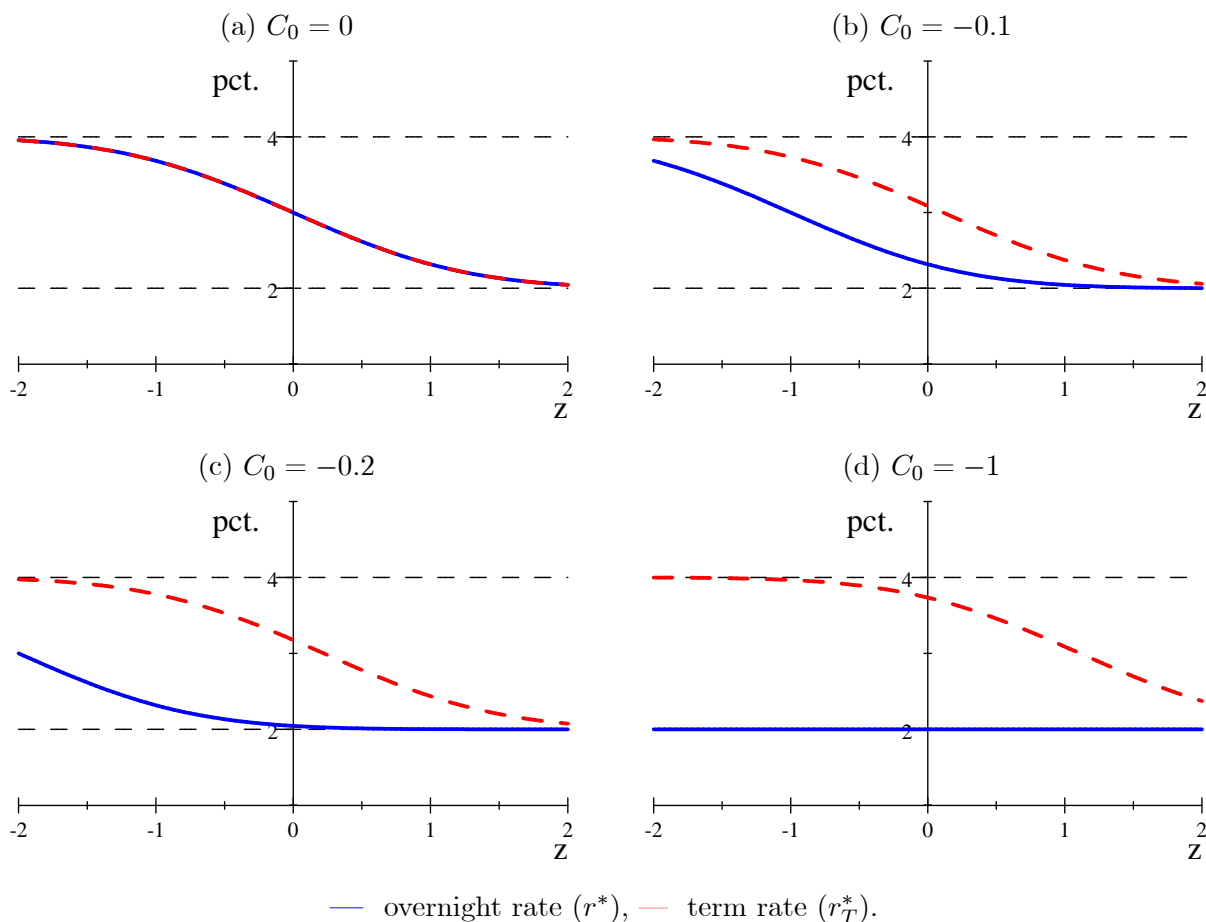 (a) C₀ = 0
pct.
4
2
-2 -1 0 1 2
z
(b) C₀ = −0.1
pct.
4
2
-2 -1 0 1 2
z
(c) C₀ = −0.2
pct.
4
2
-2 -1 0 1 2
z
(d) C₀ = −1
pct.
4
2
-2 -1 0 1 2
z
— overnight rate (r*), — term rate (r*_T).